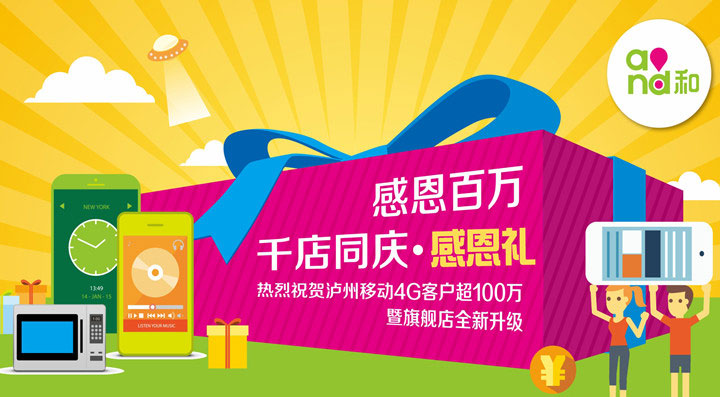 and和
感恩百万
千店同庆·感恩礼
热烈祝贺泸州移动4G客户超100万
暨旗舰店全新升级
NEW YORK
13:49
14 - JAN - 15
LISTEN YOUR MUSIC
¥